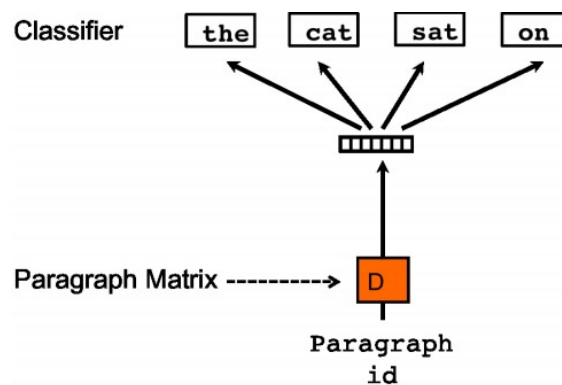 Classifier the cat sat on
Paragraph Matrix D
Paragraph
id